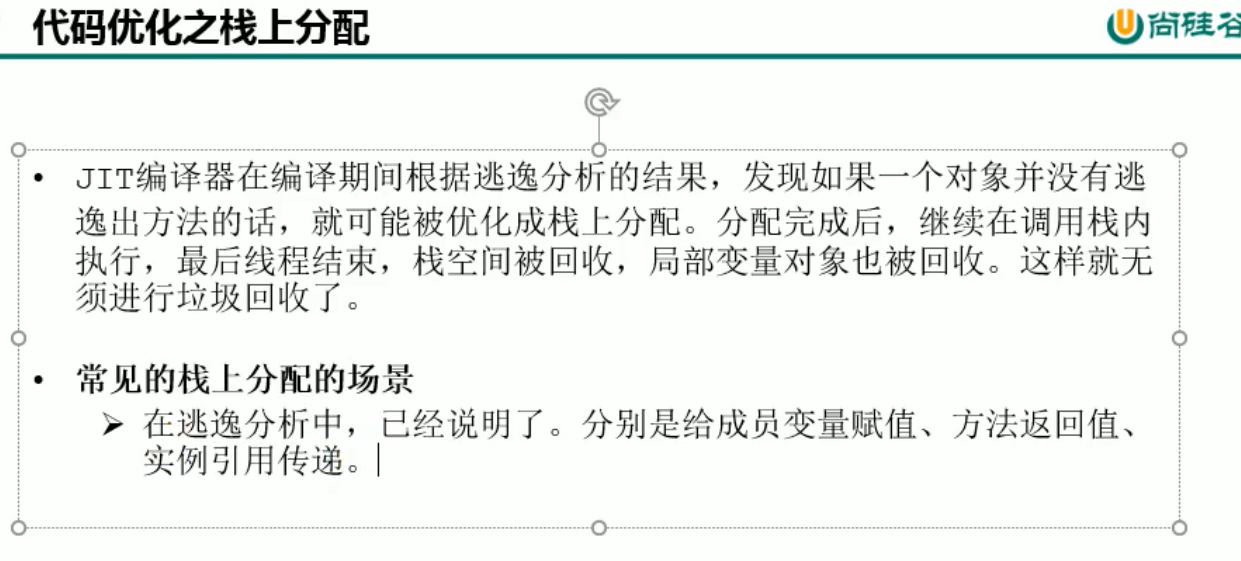 代码优化之栈上分配
尚硅谷
• JIT编译器在编译期间根据逃逸分析的结果，发现如果一个对象并没有逃
逸出方法的话，就可能被优化成栈上分配。分配完成后，继续在调用栈内
执行，最后线程结束，栈空间被回收，局部变量对象也被回收。这样就无
须进行垃圾回收了。
• 常见的栈上分配的场景
➢ 在逃逸分析中，已经说明了。分别是给成员变量赋值、方法返回值、
实例引用传递。